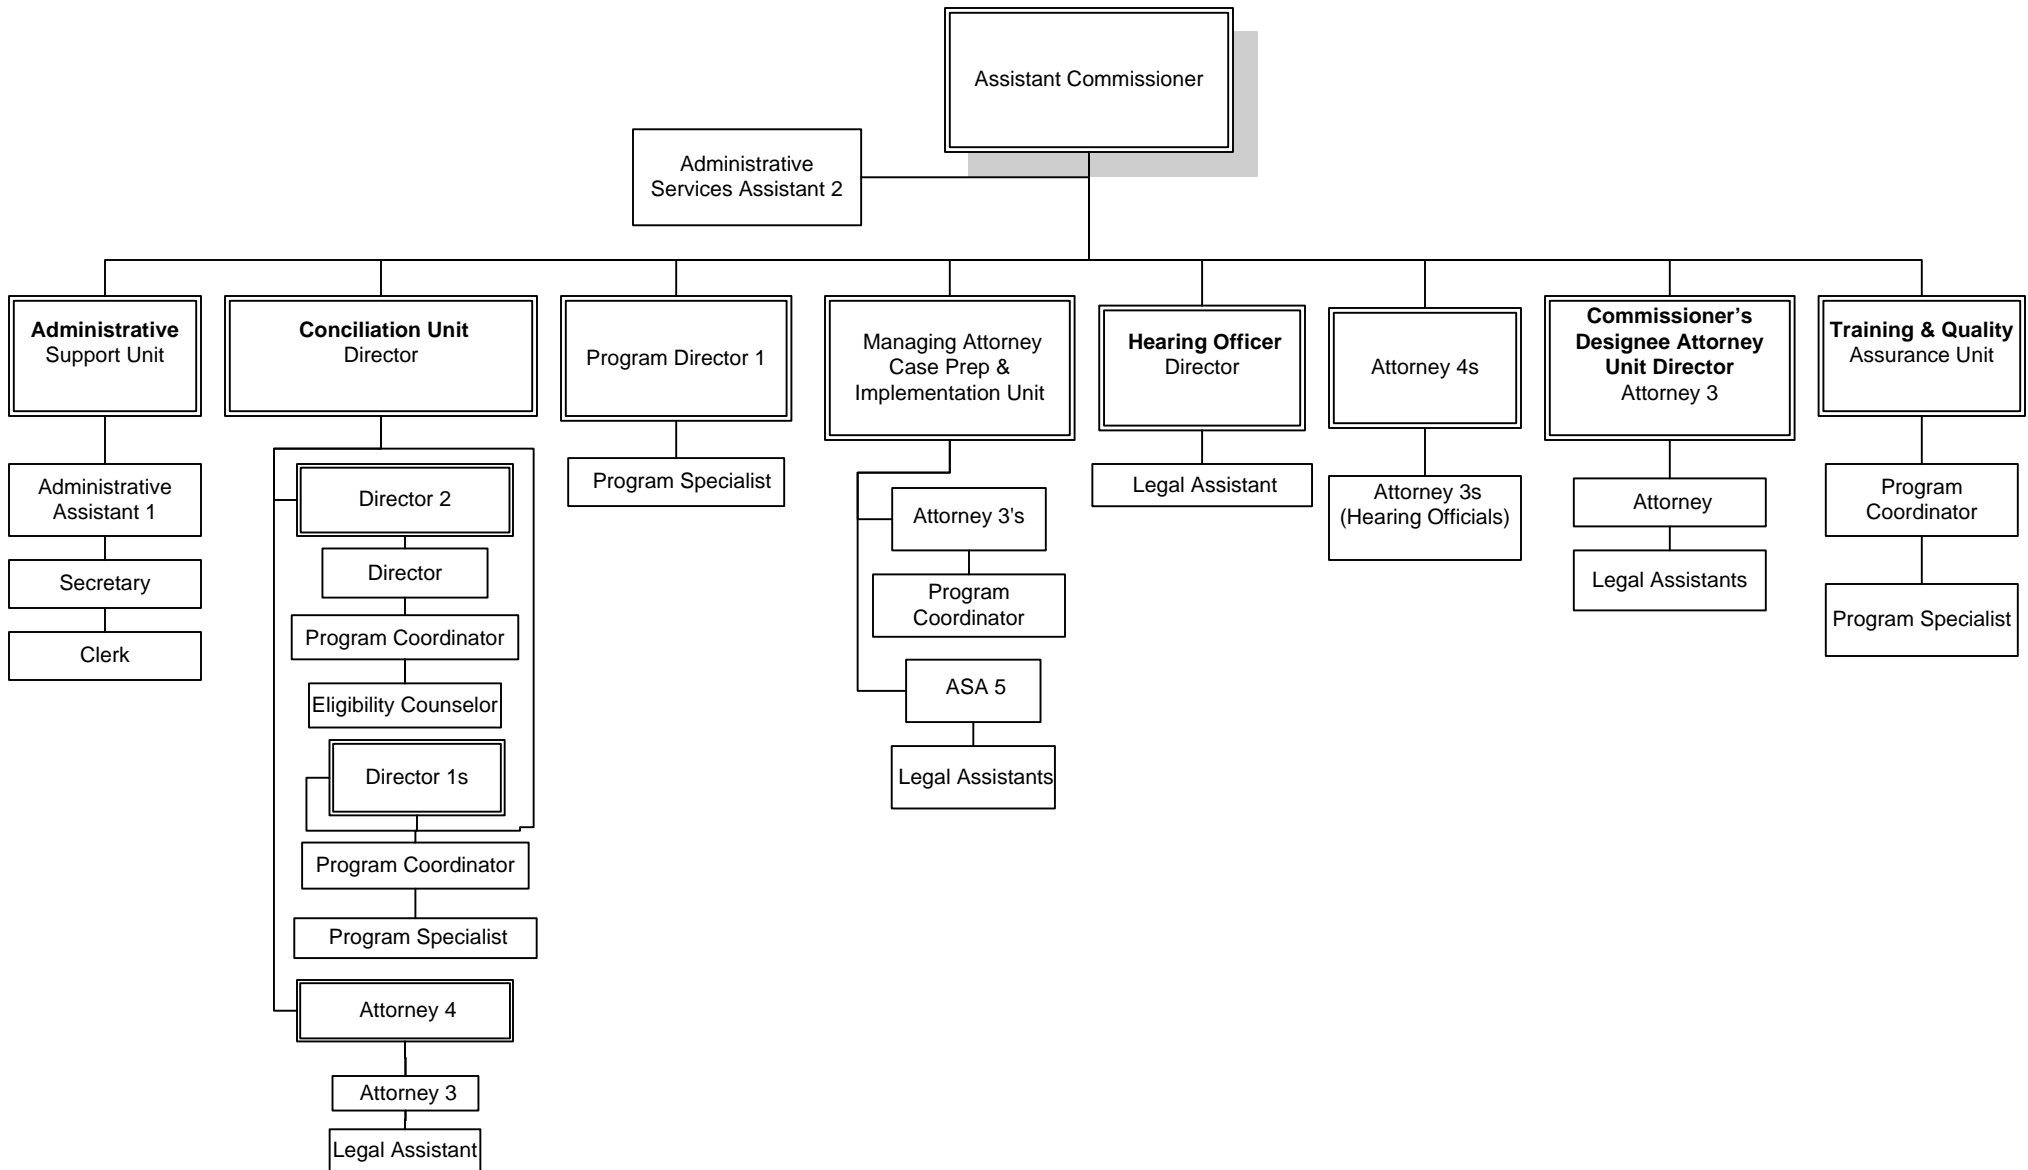 Assistant Commissioner
Administrative
Services Assistant 2
Administrative
Support Unit
Administrative
Assistant 1
Secretary
Clerk
Conciliation Unit
Director
Director 2
Director
Program Coordinator
Eligibility Counselor
Director 1s
Program Coordinator
Program Specialist
Attorney 4
Attorney 3
Legal Assistant
Program Director 1
Program Specialist
Managing Attorney
Case Prep &
Implementation Unit
Attorney 3's
Program
Coordinator
ASA 5
Legal Assistants
Hearing Officer
Director
Legal Assistant
Attorney 4s
Attorney 3s
(Hearing Officials)
Commissioner’s
Designee Attorney
Unit Director
Attorney 3
Attorney
Legal Assistants
Training & Quality
Assurance Unit
Program
Coordinator
Program Specialist